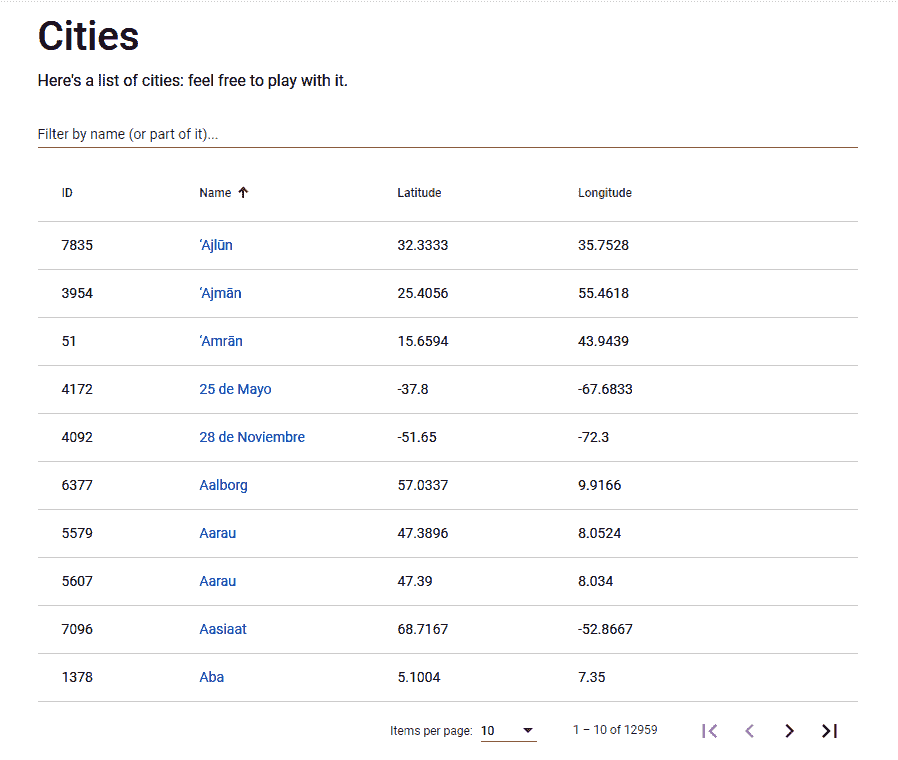 Cities
Here's a list of cities: feel free to play with it.
Filter by name (or part of it)...
ID Name Latitude Longitude
7835 ‘Ajlūn 32.3333 35.7528
3954 ‘Ajmān 25.4056 55.4618
51 ‘Amrān 15.6594 43.9439
4172 25 de Mayo -37.8 -67.6833
4092 28 de Noviembre -51.65 -72.3
6377 Aalborg 57.0337 9.9166
5579 Aarau 47.3896 8.0524
5607 Aarau 47.39 8.034
7096 Aasiaat 68.7167 -52.8667
1378 Aba 5.1004 7.35
Items per page: 10 1 – 10 of 12959